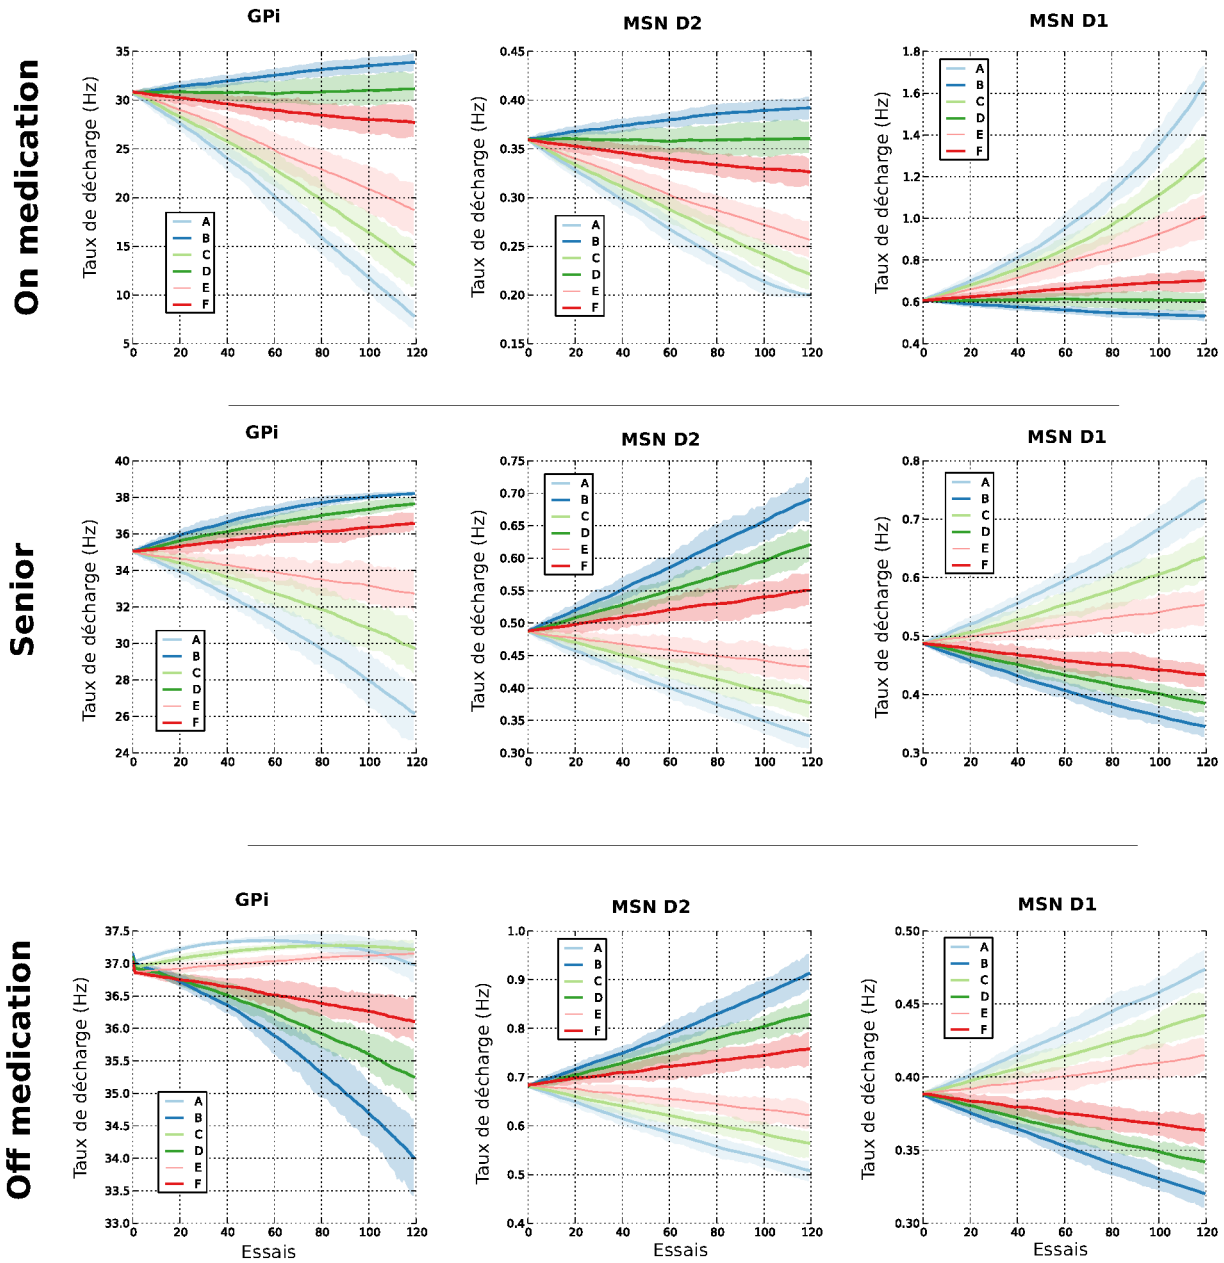 On medication
GPi
Taux de décharge (Hz)
35
30
25
20
15
10
5
0 20 40 60 80 100 120
A
B
C
D
E
F
MSN D2
Taux de décharge (Hz)
0.45
0.40
0.35
0.30
0.25
0.20
0.15
0 20 40 60 80 100 120
A
B
C
D
E
F
MSN D1
Taux de décharge (Hz)
1.8
1.6
1.4
1.2
1.0
0.8
0.6
0.4
0 20 40 60 80 100 120
A
B
C
D
E
F
Senior
GPi
Taux de décharge (Hz)
40
38
36
34
32
30
28
26
24
0 20 40 60 80 100 120
A
B
C
D
E
F
MSN D2
Taux de décharge (Hz)
0.75
0.70
0.65
0.60
0.55
0.50
0.45
0.40
0.35
0.30
0 20 40 60 80 100 120
A
B
C
D
E
F
MSN D1
Taux de décharge (Hz)
0.8
0.7
0.6
0.5
0.4
0.3
0 20 40 60 80 100 120
A
B
C
D
E
F
Off medication
GPi
Taux de décharge (Hz)
37.5
37.0
36.5
36.0
35.5
35.0
34.5
34.0
33.5
33.0
0 20 40 60 80 100 120
Essais
A
B
C
D
E
F
MSN D2
Taux de décharge (Hz)
1.0
0.9
0.8
0.7
0.6
0.5
0.4
0 20 40 60 80 100 120
Essais
A
B
C
D
E
F
MSN D1
Taux de décharge (Hz)
0.50
0.45
0.40
0.35
0.30
0 20 40 60 80 100 120
Essais
A
B
C
D
E
F